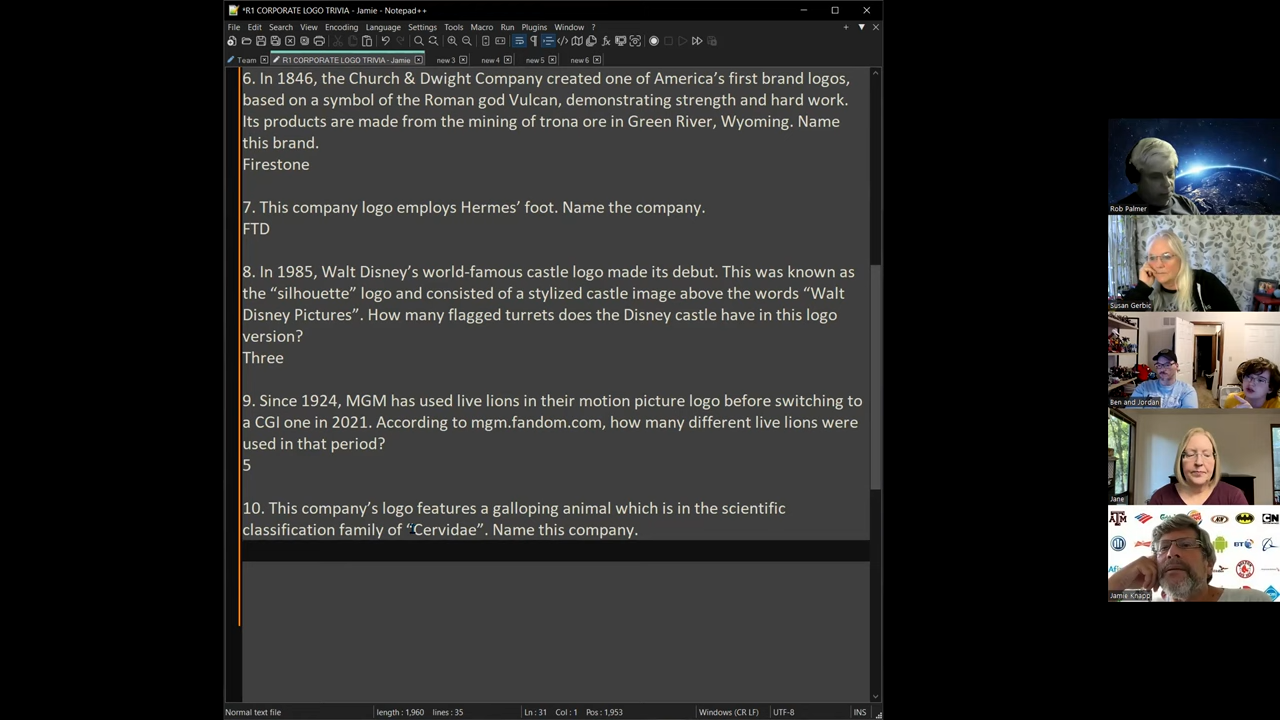 *R1 CORPORATE LOGO TRIVIA - Jamie - Notepad++
File Edit Search View Encoding Language Settings Tools Macro Run Plugins Window ?
Team R1 CORPORATE LOGO TRIVIA - Jamie new 3 new 4 new 5 new 6
6. In 1846, the Church & Dwight Company created one of America’s first brand logos,
based on a symbol of the Roman god Vulcan, demonstrating strength and hard work.
Its products are made from the mining of trona ore in Green River, Wyoming. Name
this brand.
Firestone
7. This company logo employs Hermes’ foot. Name the company.
FTD
8. In 1985, Walt Disney’s world-famous castle logo made its debut. This was known as
the “silhouette” logo and consisted of a stylized castle image above the words “Walt
Disney Pictures”. How many flagged turrets does the Disney castle have in this logo
version?
Three
9. Since 1924, MGM has used live lions in their motion picture logo before switching to
a CGI one in 2021. According to mgm.fandom.com, how many different live lions were
used in that period?
5
10. This company’s logo features a galloping animal which is in the scientific
classification family of “Cervidae”. Name this company.
Normal text file length : 1,960 lines : 35 Ln : 31 Col : 1 Pos : 1,953 Windows (CR LF) UTF-8 INS
Rob Palmer
Susan Gerbic
Ben and Jordan
Jane
Jamie Knapp